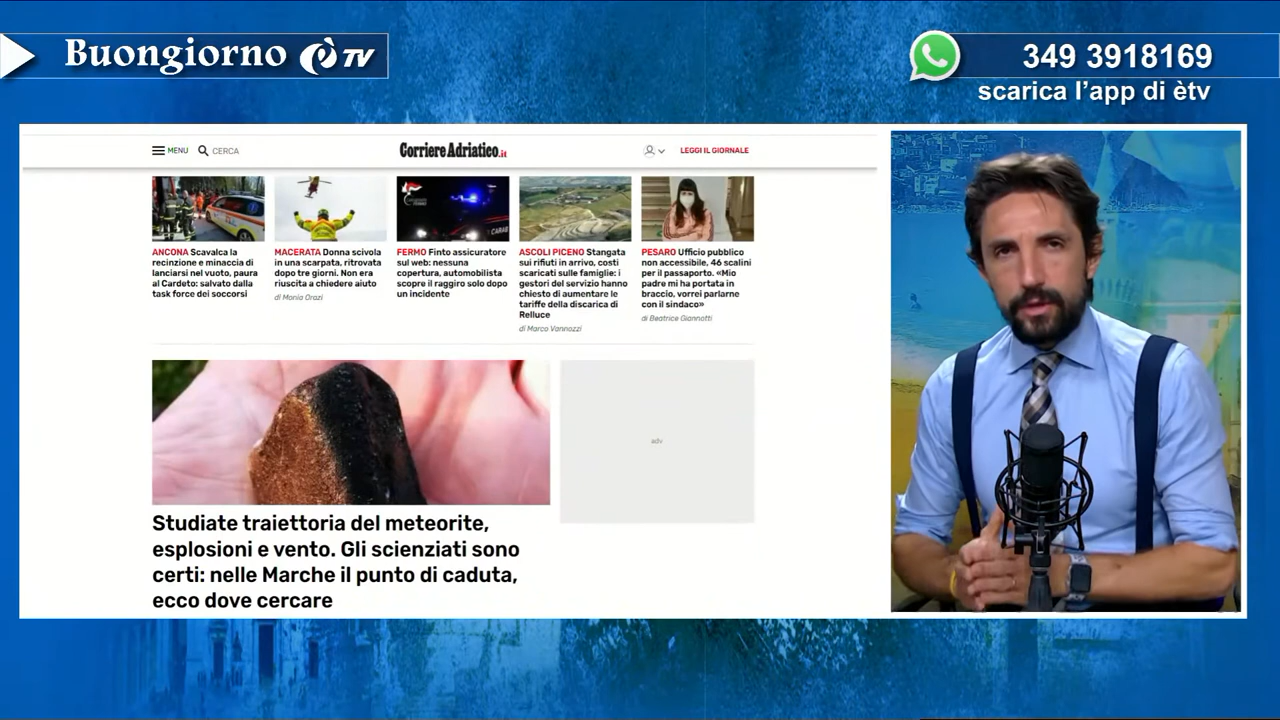 Buongiorno è TV
349 3918169
scarica l'app di ètv
MENU
CERCA
Corriere Adriatico.it
LEGGI IL GIORNALE
ANCONA Scavalca la
recinzione e minaccia di
lanciarsi nel vuoto, paura
al Cardeto: salvato dalla
task force dei soccorsi
MACERATA Donna scivola
in una scarpata, ritrovata
dopo tre giorni. Non era
riuscita a chiedere aiuto
di Monia Orazi
FERMO Finto assicuratore
sul web: nessuna
copertura, automobilista
scopre il raggiro solo dopo
un incidente
ASCOLI PICENO Stangata
sui rifiuti in arrivo, costi
scaricati sulle famiglie: i
gestori del servizio hanno
chiesto di aumentare le
tariffe della discarica di
Relluce
di Marco Vannozzi
PESARO Ufficio pubblico
non accessibile, 46 scalini
per il passaporto. «Mio
padre mi ha portata in
braccio, vorrei parlarne
con il sindaco»
di Beatrice Giannotti
adv
Studiate traiettoria del meteorite,
esplosioni e vento. Gli scienziati sono
certi: nelle Marche il punto di caduta,
ecco dove cercare